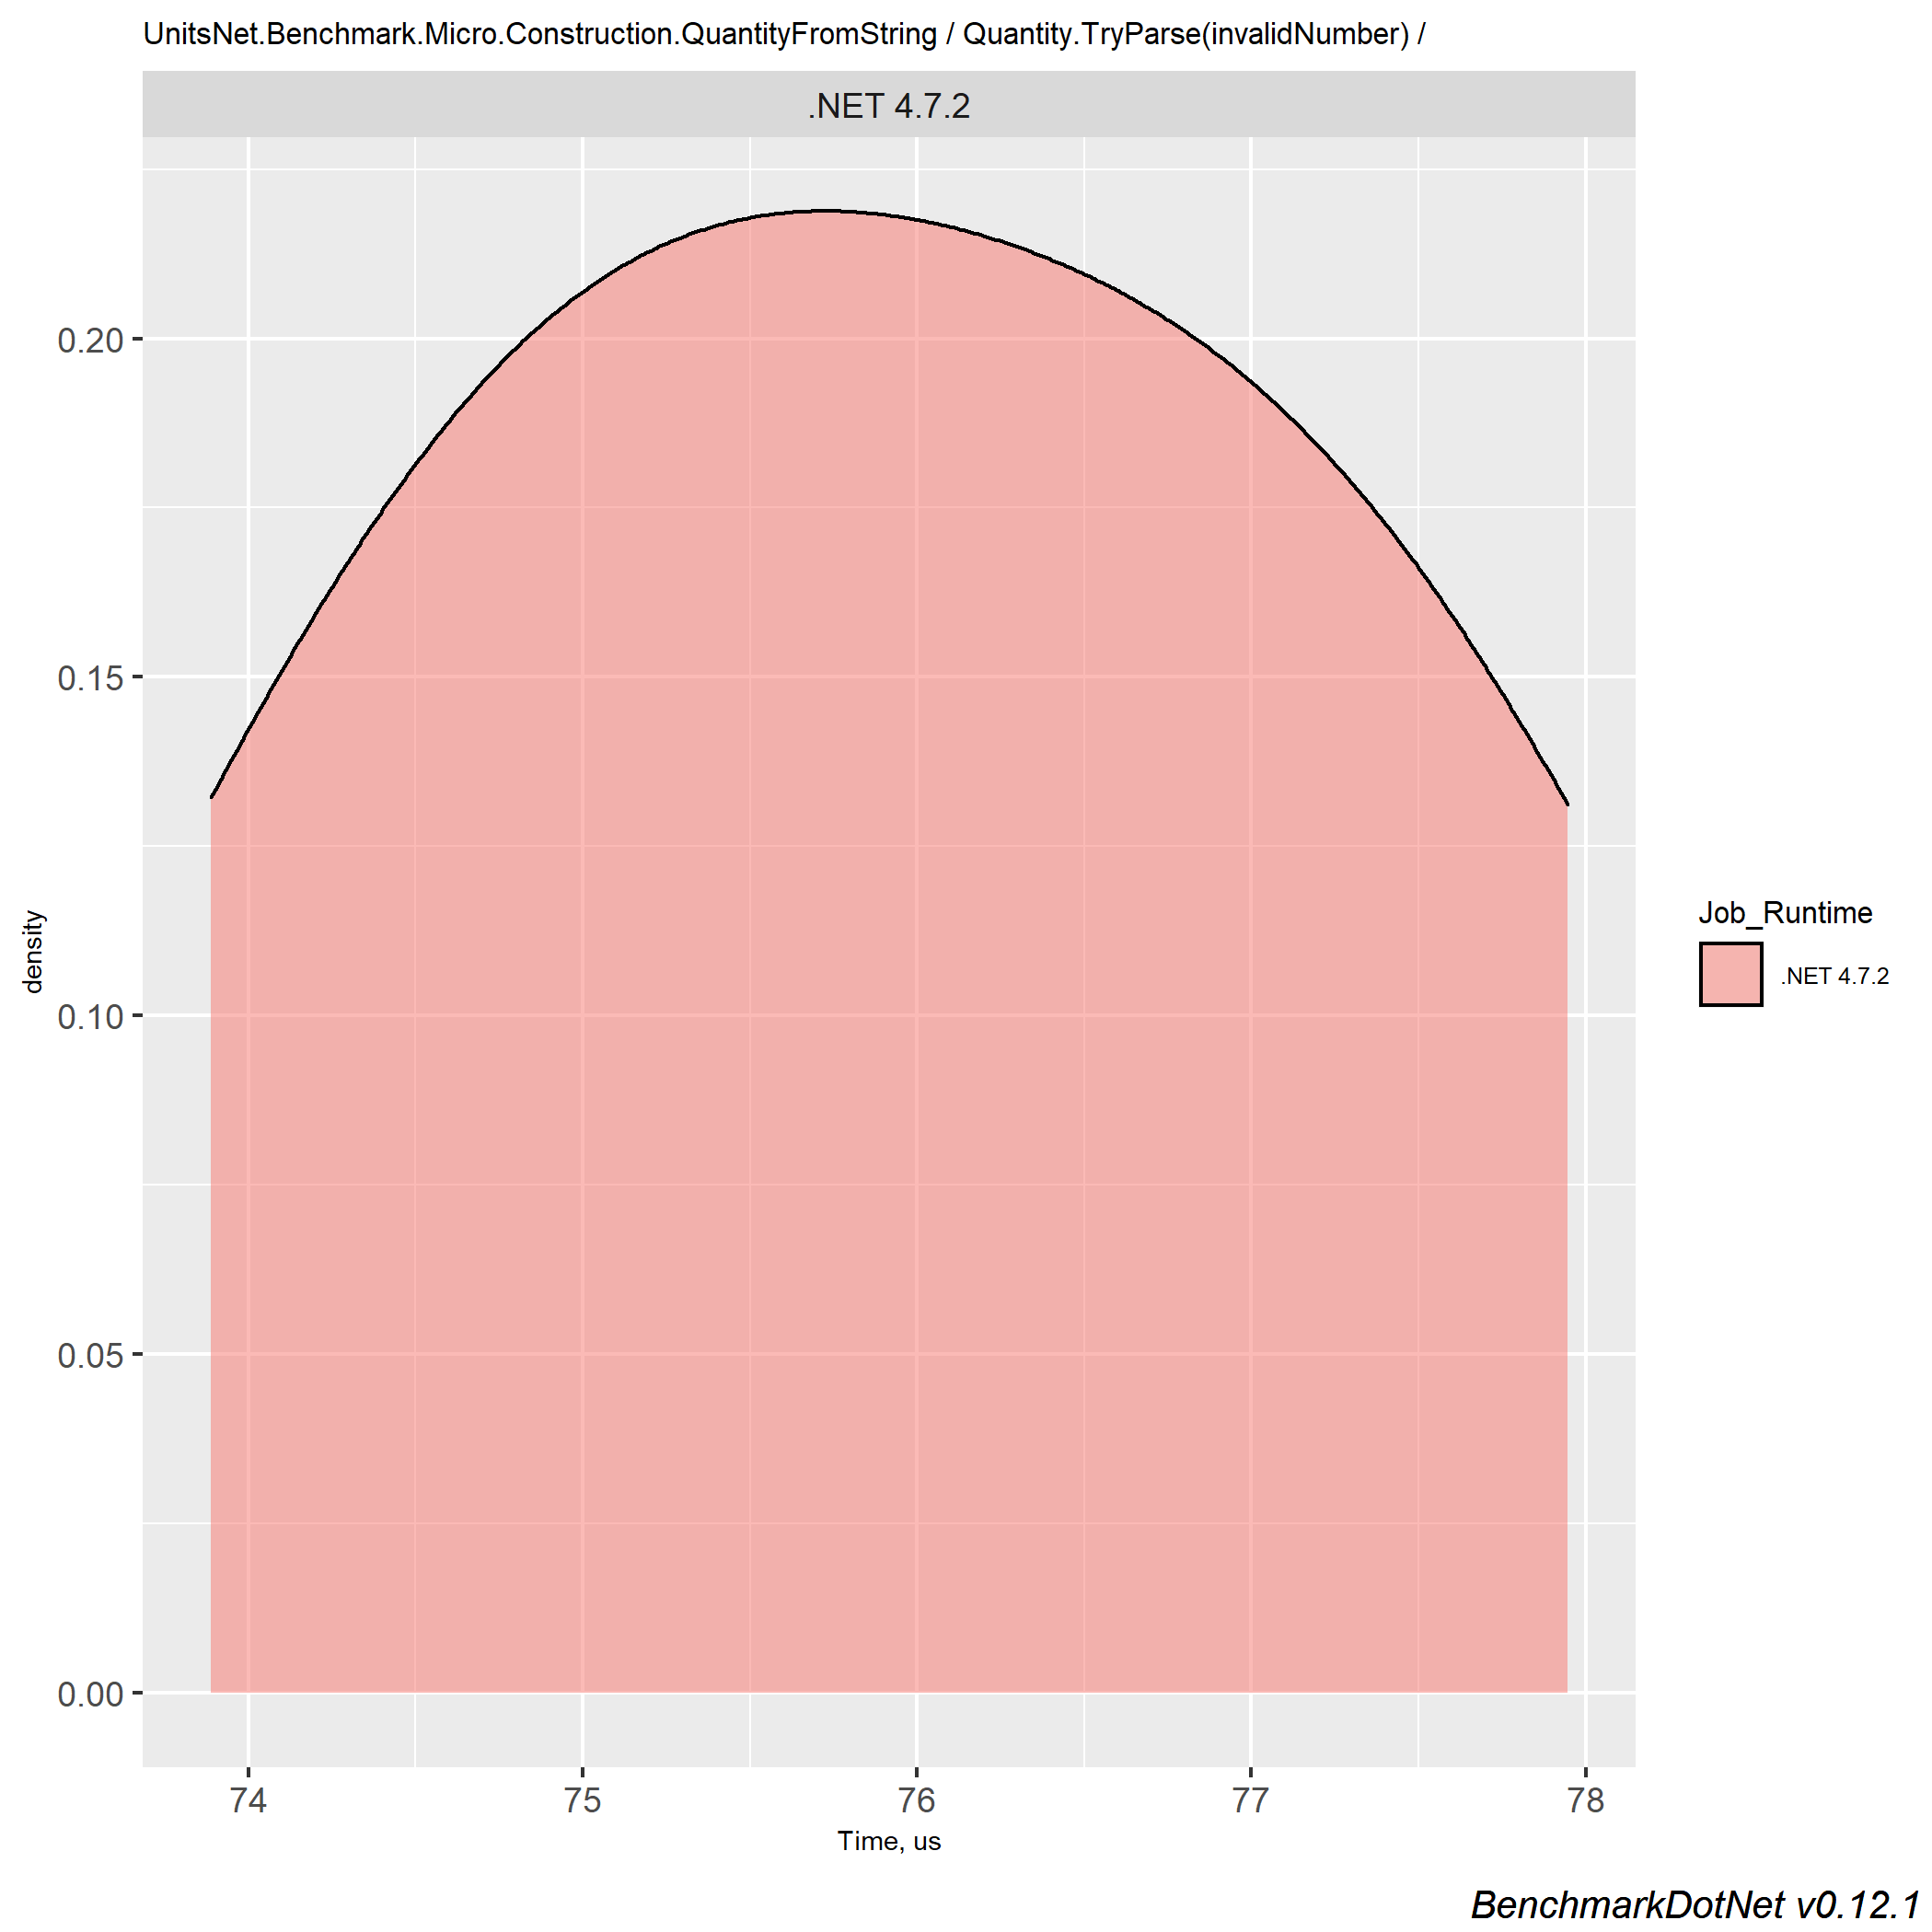 UnitsNet.Benchmark.Micro.Construction.QuantityFromString / Quantity.TryParse(invalidNumber) /
.NET 4.7.2
0.20
0.15
0.10
0.05
0.00
density
74 75 76 77 78
Time, us
Job_Runtime
.NET 4.7.2
BenchmarkDotNet v0.12.1